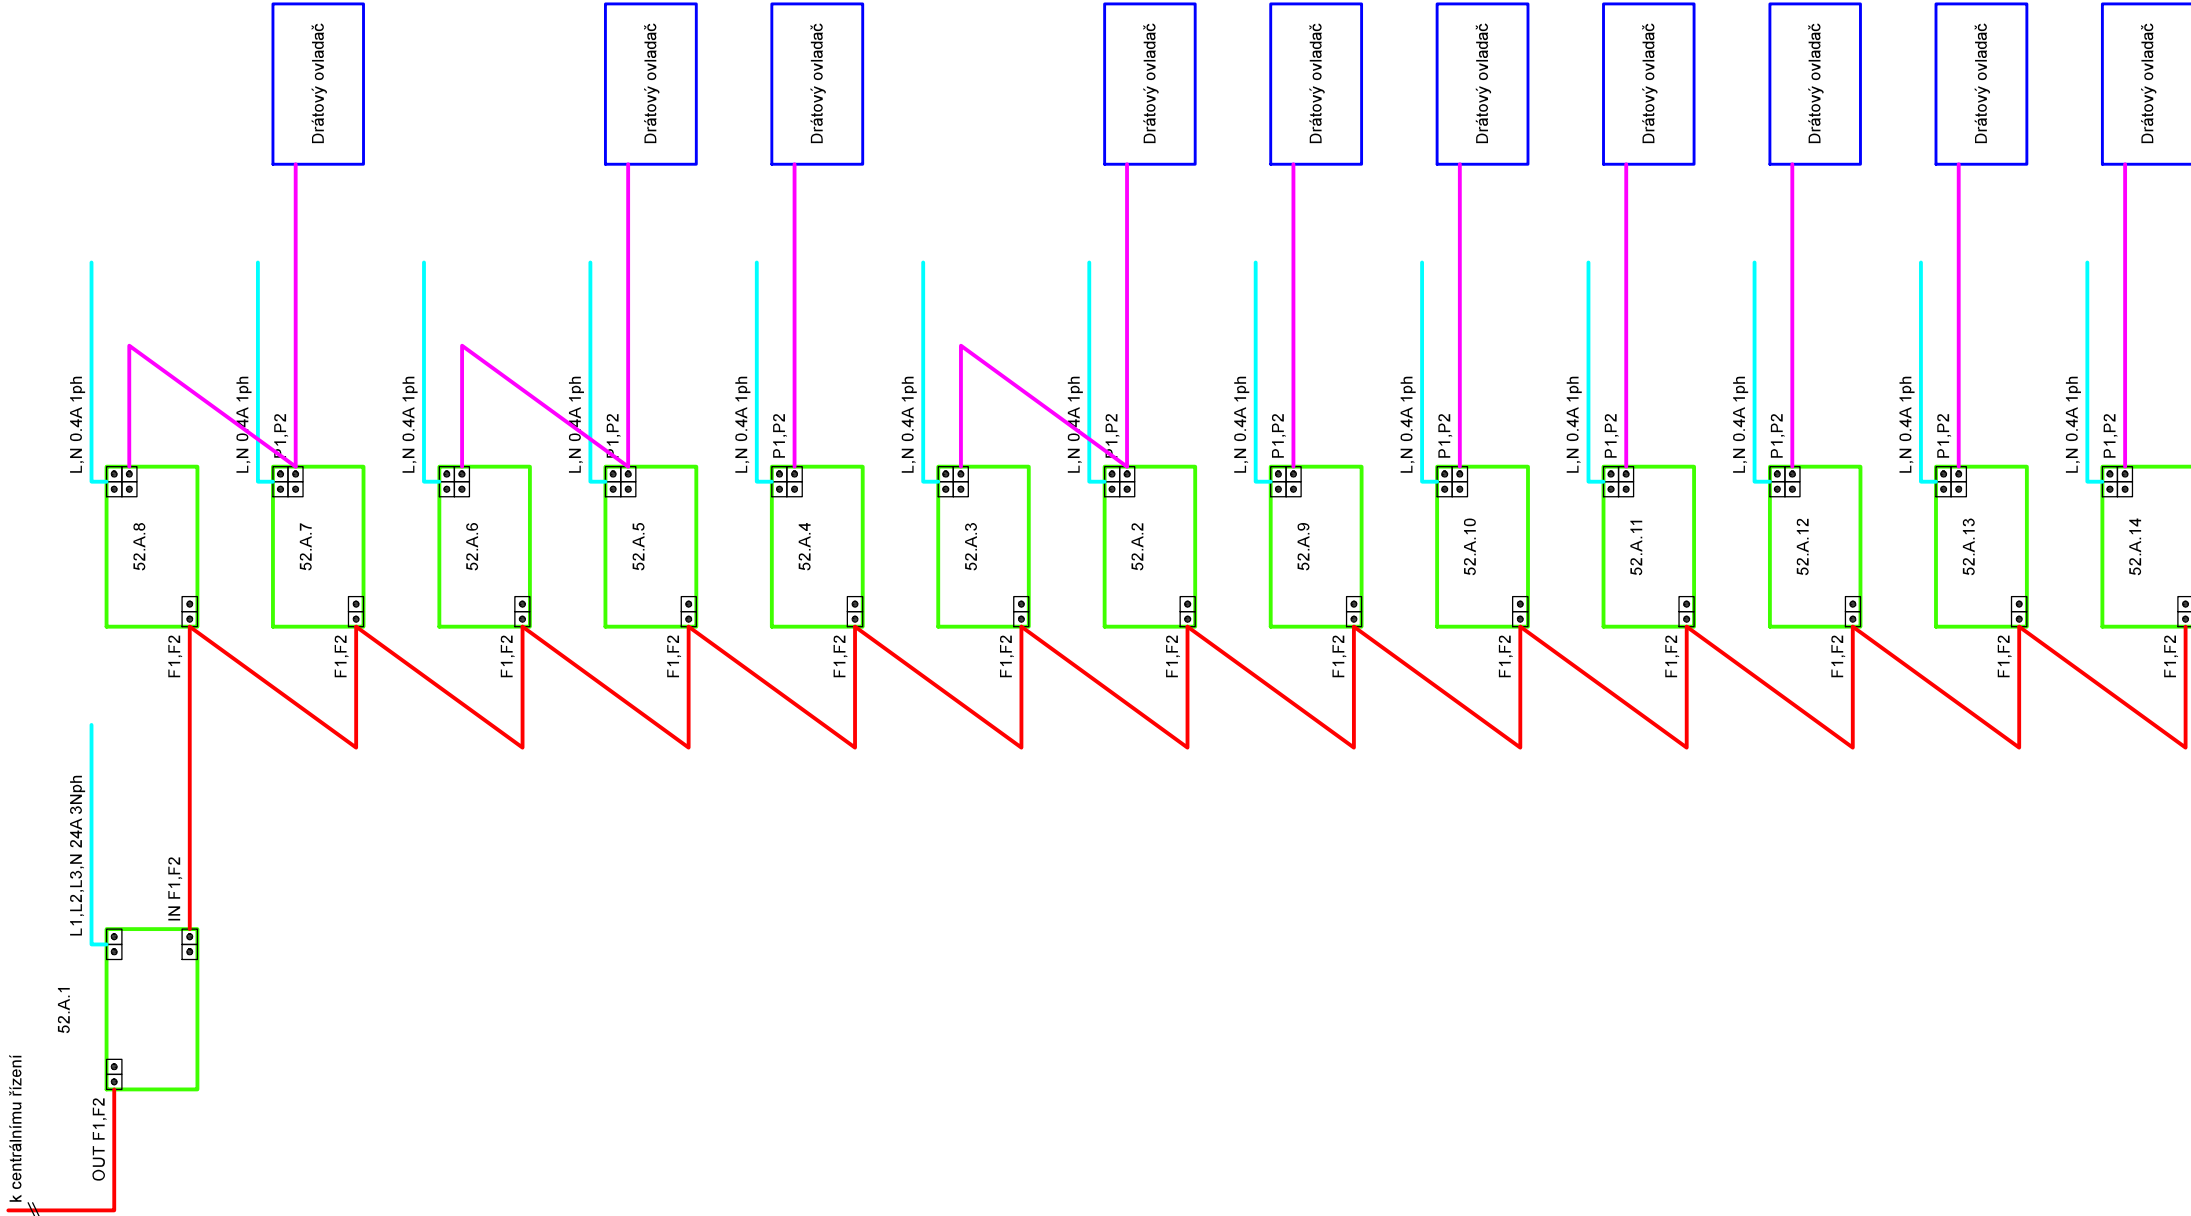 Drátový ovladač
Drátový ovladač
Drátový ovladač
Drátový ovladač
Drátový ovladač
Drátový ovladač
Drátový ovladač
Drátový ovladač
Drátový ovladač
Drátový ovladač
L,N 0.4A 1ph
L,N 0.4A 1ph
P1,P2
L,N 0.4A 1ph
L,N 0.4A 1ph
P1,P2
L,N 0.4A 1ph
P1,P2
L,N 0.4A 1ph
L,N 0.4A 1ph
P1,P2
L,N 0.4A 1ph
P1,P2
L,N 0.4A 1ph
P1,P2
L,N 0.4A 1ph
P1,P2
L,N 0.4A 1ph
P1,P2
L,N 0.4A 1ph
P1,P2
L,N 0.4A 1ph
P1,P2
52.A.8
52.A.7
52.A.6
52.A.5
52.A.4
52.A.3
52.A.2
52.A.9
52.A.10
52.A.11
52.A.12
52.A.13
52.A.14
F1,F2
F1,F2
F1,F2
F1,F2
F1,F2
F1,F2
F1,F2
F1,F2
F1,F2
F1,F2
F1,F2
F1,F2
F1,F2
L1,L2,L3,N 24A 3Nph
IN F1,F2
52.A.1
OUT F1,F2
k centrálnímu řízení